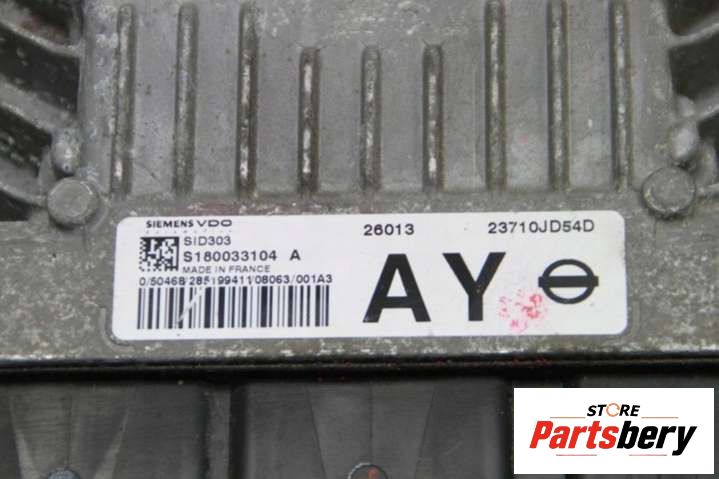 SIEMENS VDO
SID303
S180033104 A
MADE IN FRANCE
0/50468/285199411/08063/001A3
26013
23710JD54D
AY
STORE
Partsbery